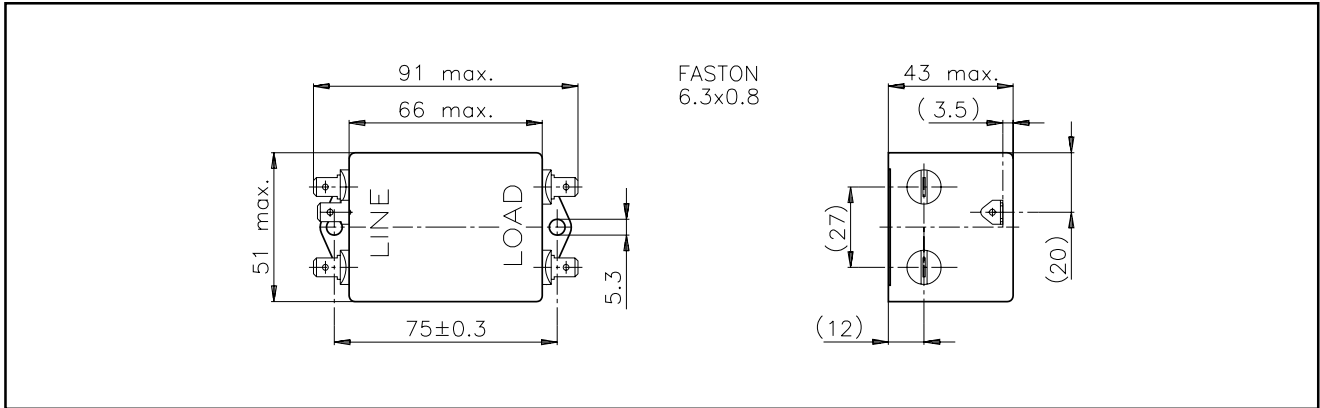 91 max.
66 max.
FASTON
6.3x0.8
43 max.
(3.5)
51 max.
LINE
LOAD
5.3
75±0.3
(27)
(20)
(12)